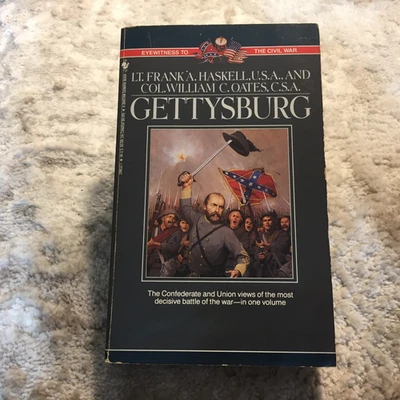 EYEWITNESS TO THE CIVIL WAR
LT. FRANK A. HASKELL, U.S.A., AND
COL. WILLIAM C. OATES, C.S.A.
GETTYSBURG
The Confederate and Union views of the most
decisive battle of the war—in one volume